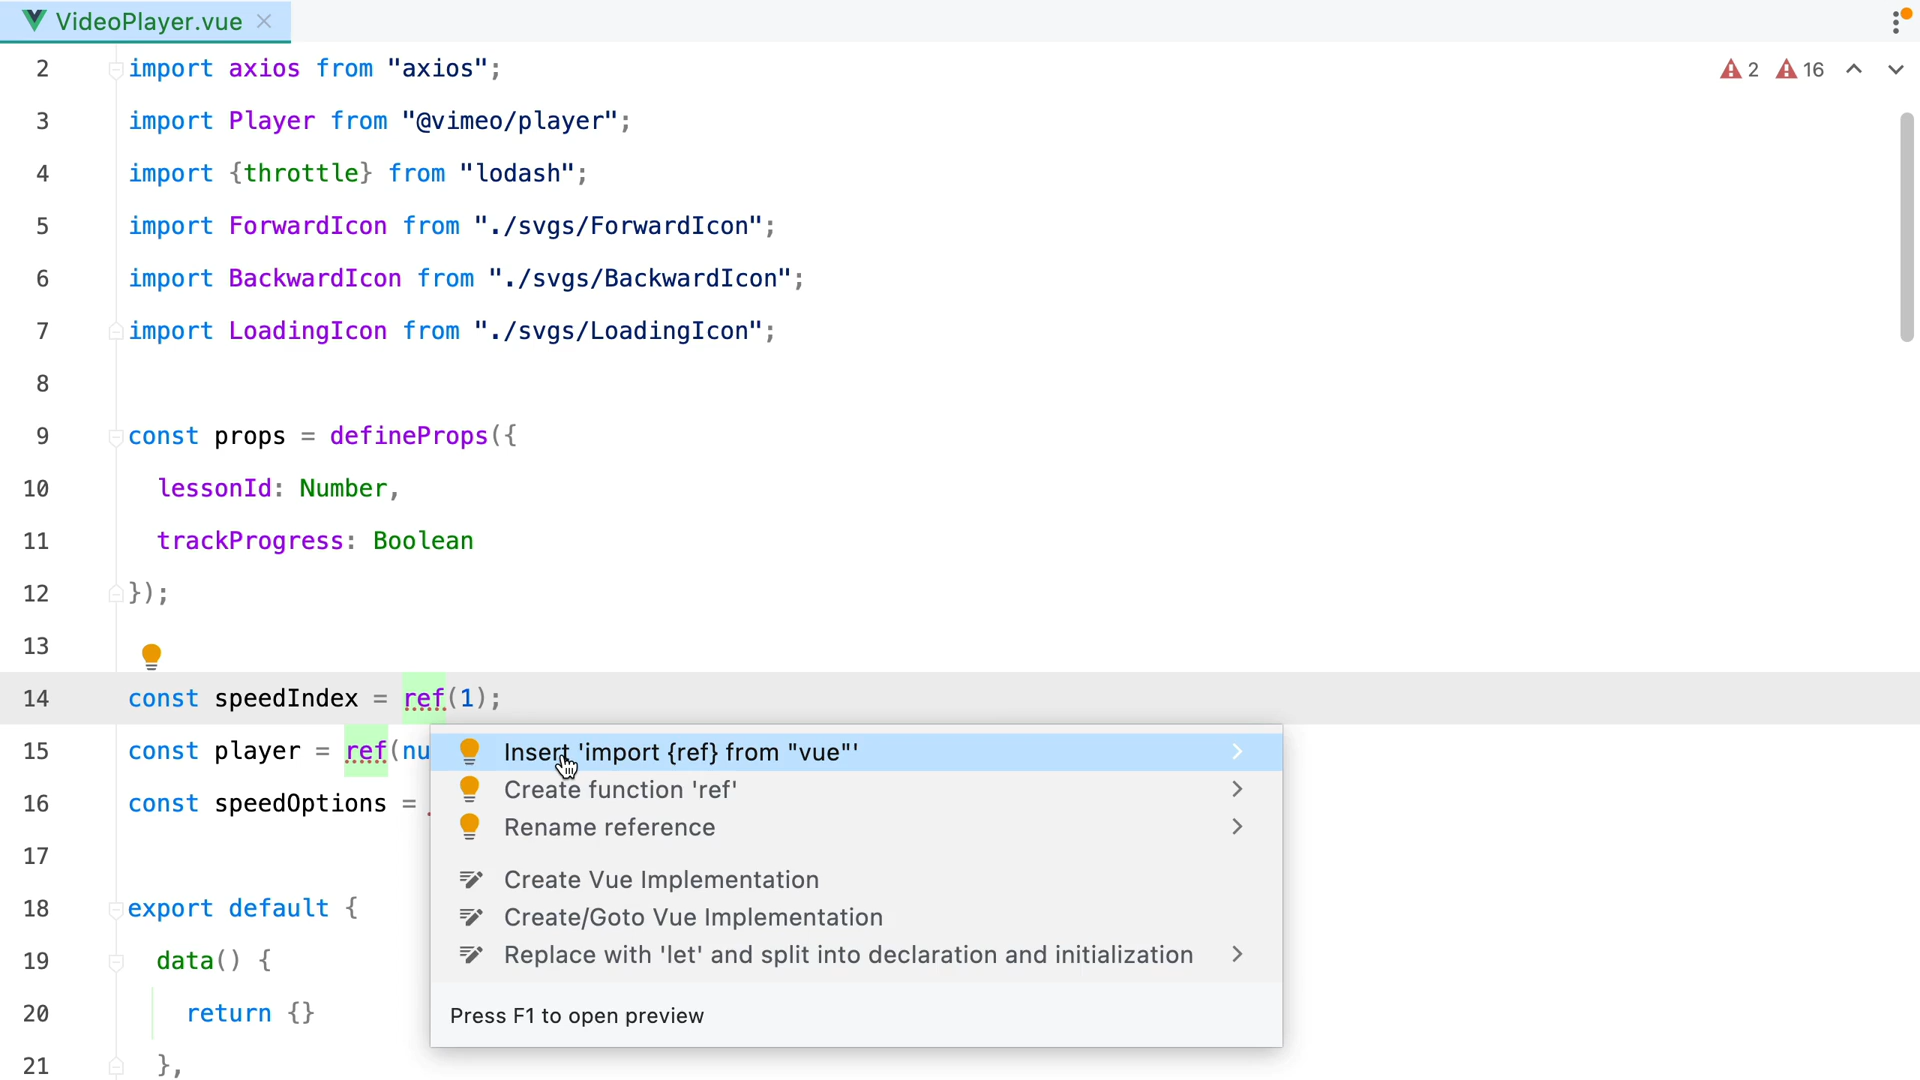 VideoPlayer.vue
2 import axios from "axios";
2 16
3 import Player from "@vimeo/player";
4 import {throttle} from "lodash";
5 import ForwardIcon from "./svgs/ForwardIcon";
6 import BackwardIcon from "./svgs/BackwardIcon";
7 import LoadingIcon from "./svgs/LoadingIcon";
8
9 const props = defineProps({
10 lessonId: Number,
11 trackProgress: Boolean
12 });
13
14 const speedIndex = ref(1);
15 const player = ref(nu
16 const speedOptions =
17
18 export default {
19 data() {
20 return {}
21 },
Insert 'import {ref} from "vue"'
Create function 'ref'
Rename reference
Create Vue Implementation
Create/Goto Vue Implementation
Replace with 'let' and split into declaration and initialization
Press F1 to open preview